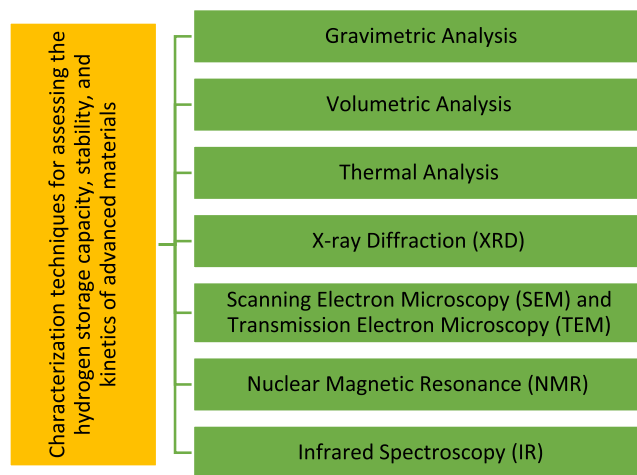 Characterization techniques for assessing the
hydrogen storage capacity, stability, and
kinetics of advanced materials
Gravimetric Analysis
Volumetric Analysis
Thermal Analysis
X-ray Diffraction (XRD)
Scanning Electron Microscopy (SEM) and
Transmission Electron Microscopy (TEM)
Nuclear Magnetic Resonance (NMR)
Infrared Spectroscopy (IR)